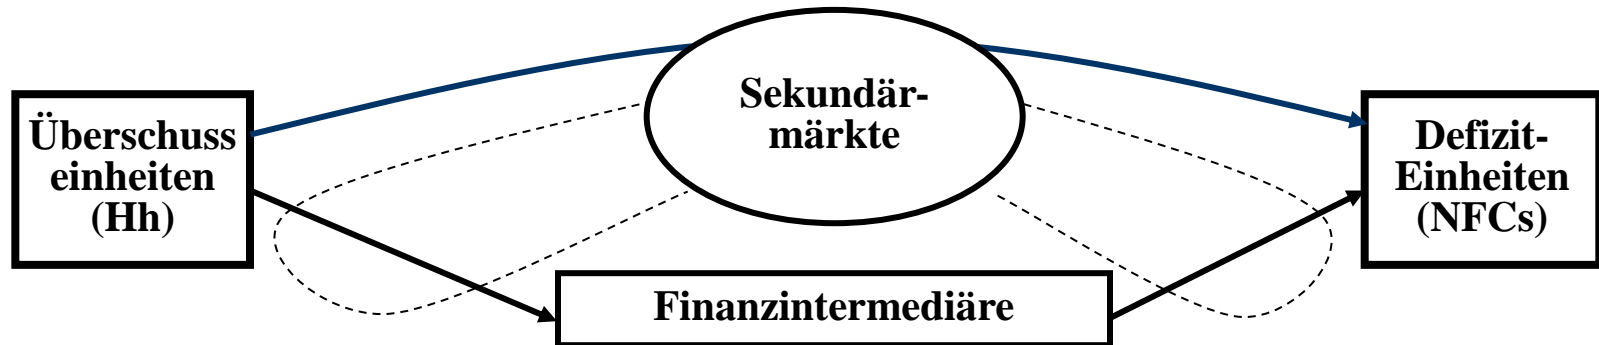 Sekundär-
märkte
Überschuss
einheiten
(Hh)
Defizit-
Einheiten
(NFCs)
Finanzintermediäre